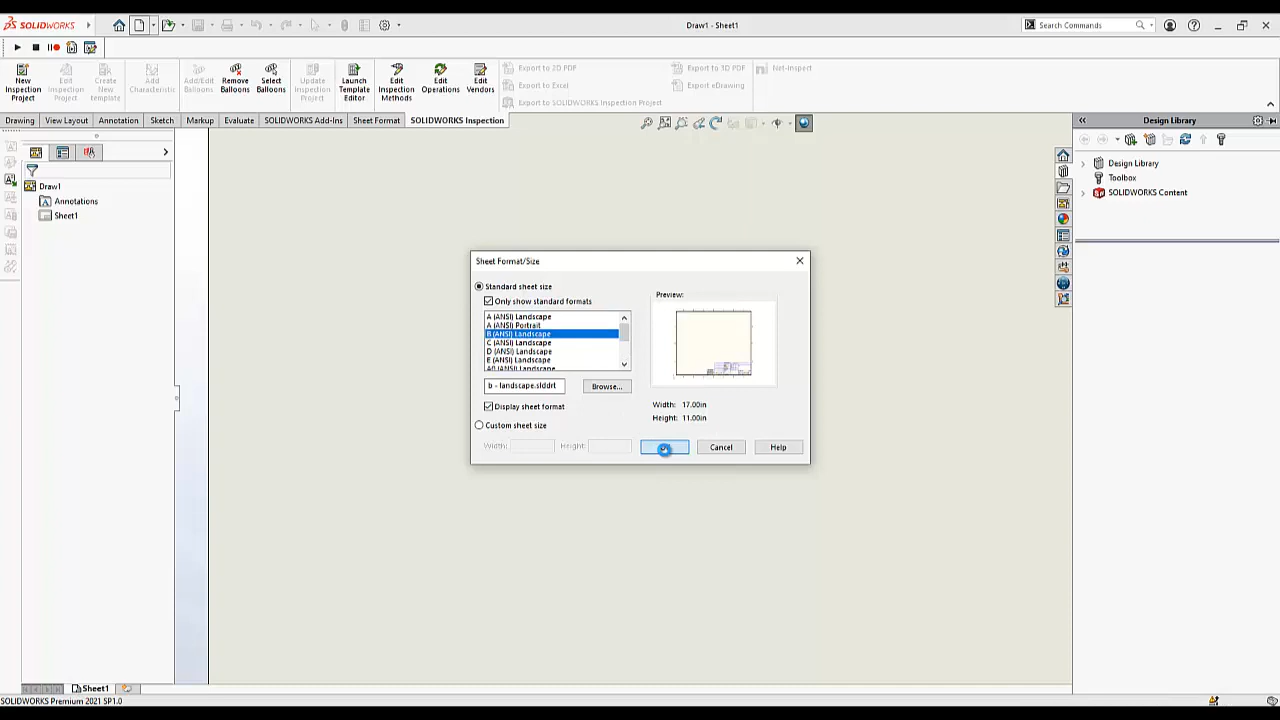 SOLIDWORKS
Draw1 - Sheet1
Search Commands
New Inspection Project
Edit Inspection Project
Create New template
Add Characteristic
Add/Edit Balloons
Remove Balloons
Select Balloons
Update Inspection Project
Launch Template Editor
Edit Inspection Methods
Edit Operations
Edit Vendors
Export to 2D PDF
Export to Excel
Export to SOLIDWORKS Inspection Project
Export to 3D PDF
Export eDrawing
Net-Inspect
Drawing
View Layout
Annotation
Sketch
Markup
Evaluate
SOLIDWORKS Add-Ins
Sheet Format
SOLIDWORKS Inspection
Draw1
Annotations
Sheet1
Design Library
Design Library
Toolbox
SOLIDWORKS Content
Sheet Format/Size
Standard sheet size
Only show standard formats
A (ANSI) Landscape
A (ANSI) Portrait
B (ANSI) Landscape
C (ANSI) Landscape
D (ANSI) Landscape
E (ANSI) Landscape
b - landscape.slddrt
Browse...
Display sheet format
Custom sheet size
Width:
Height:
Preview:
Width: 17.00in
Height: 11.00in
Cancel
Help
Sheet1
SOLIDWORKS Premium 2021 SP1.0